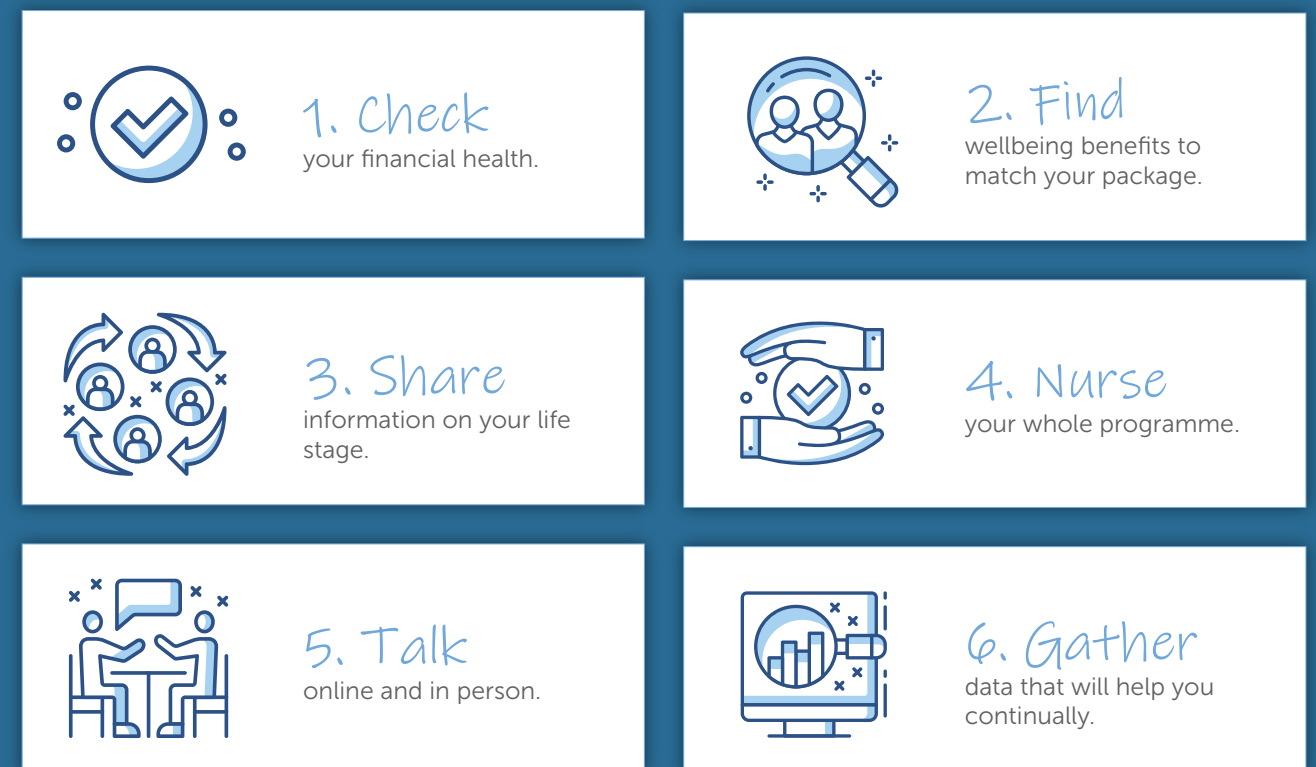 1. Check
your financial health.
2. Find
wellbeing benefits to
match your package.
3. Share
information on your life
stage.
4. Nurse
your whole programme.
5. Talk
online and in person.
6. Gather
data that will help you
continually.